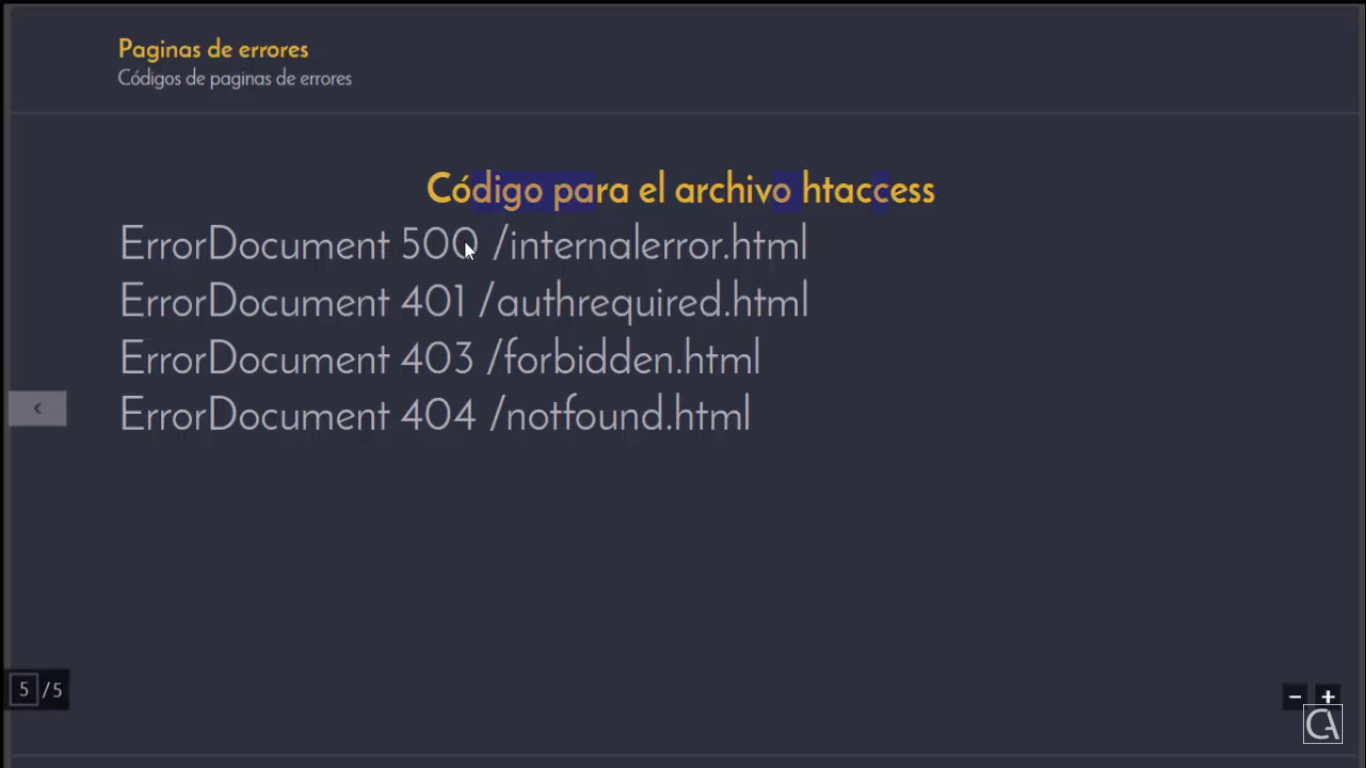 Paginas de errores
Códigos de paginas de errores
Código para el archivo htaccess
ErrorDocument 500 /internalerror.html
ErrorDocument 401 /authrequired.html
ErrorDocument 403 /forbidden.html
ErrorDocument 404 /notfound.html
<
5 /5
- +
CA